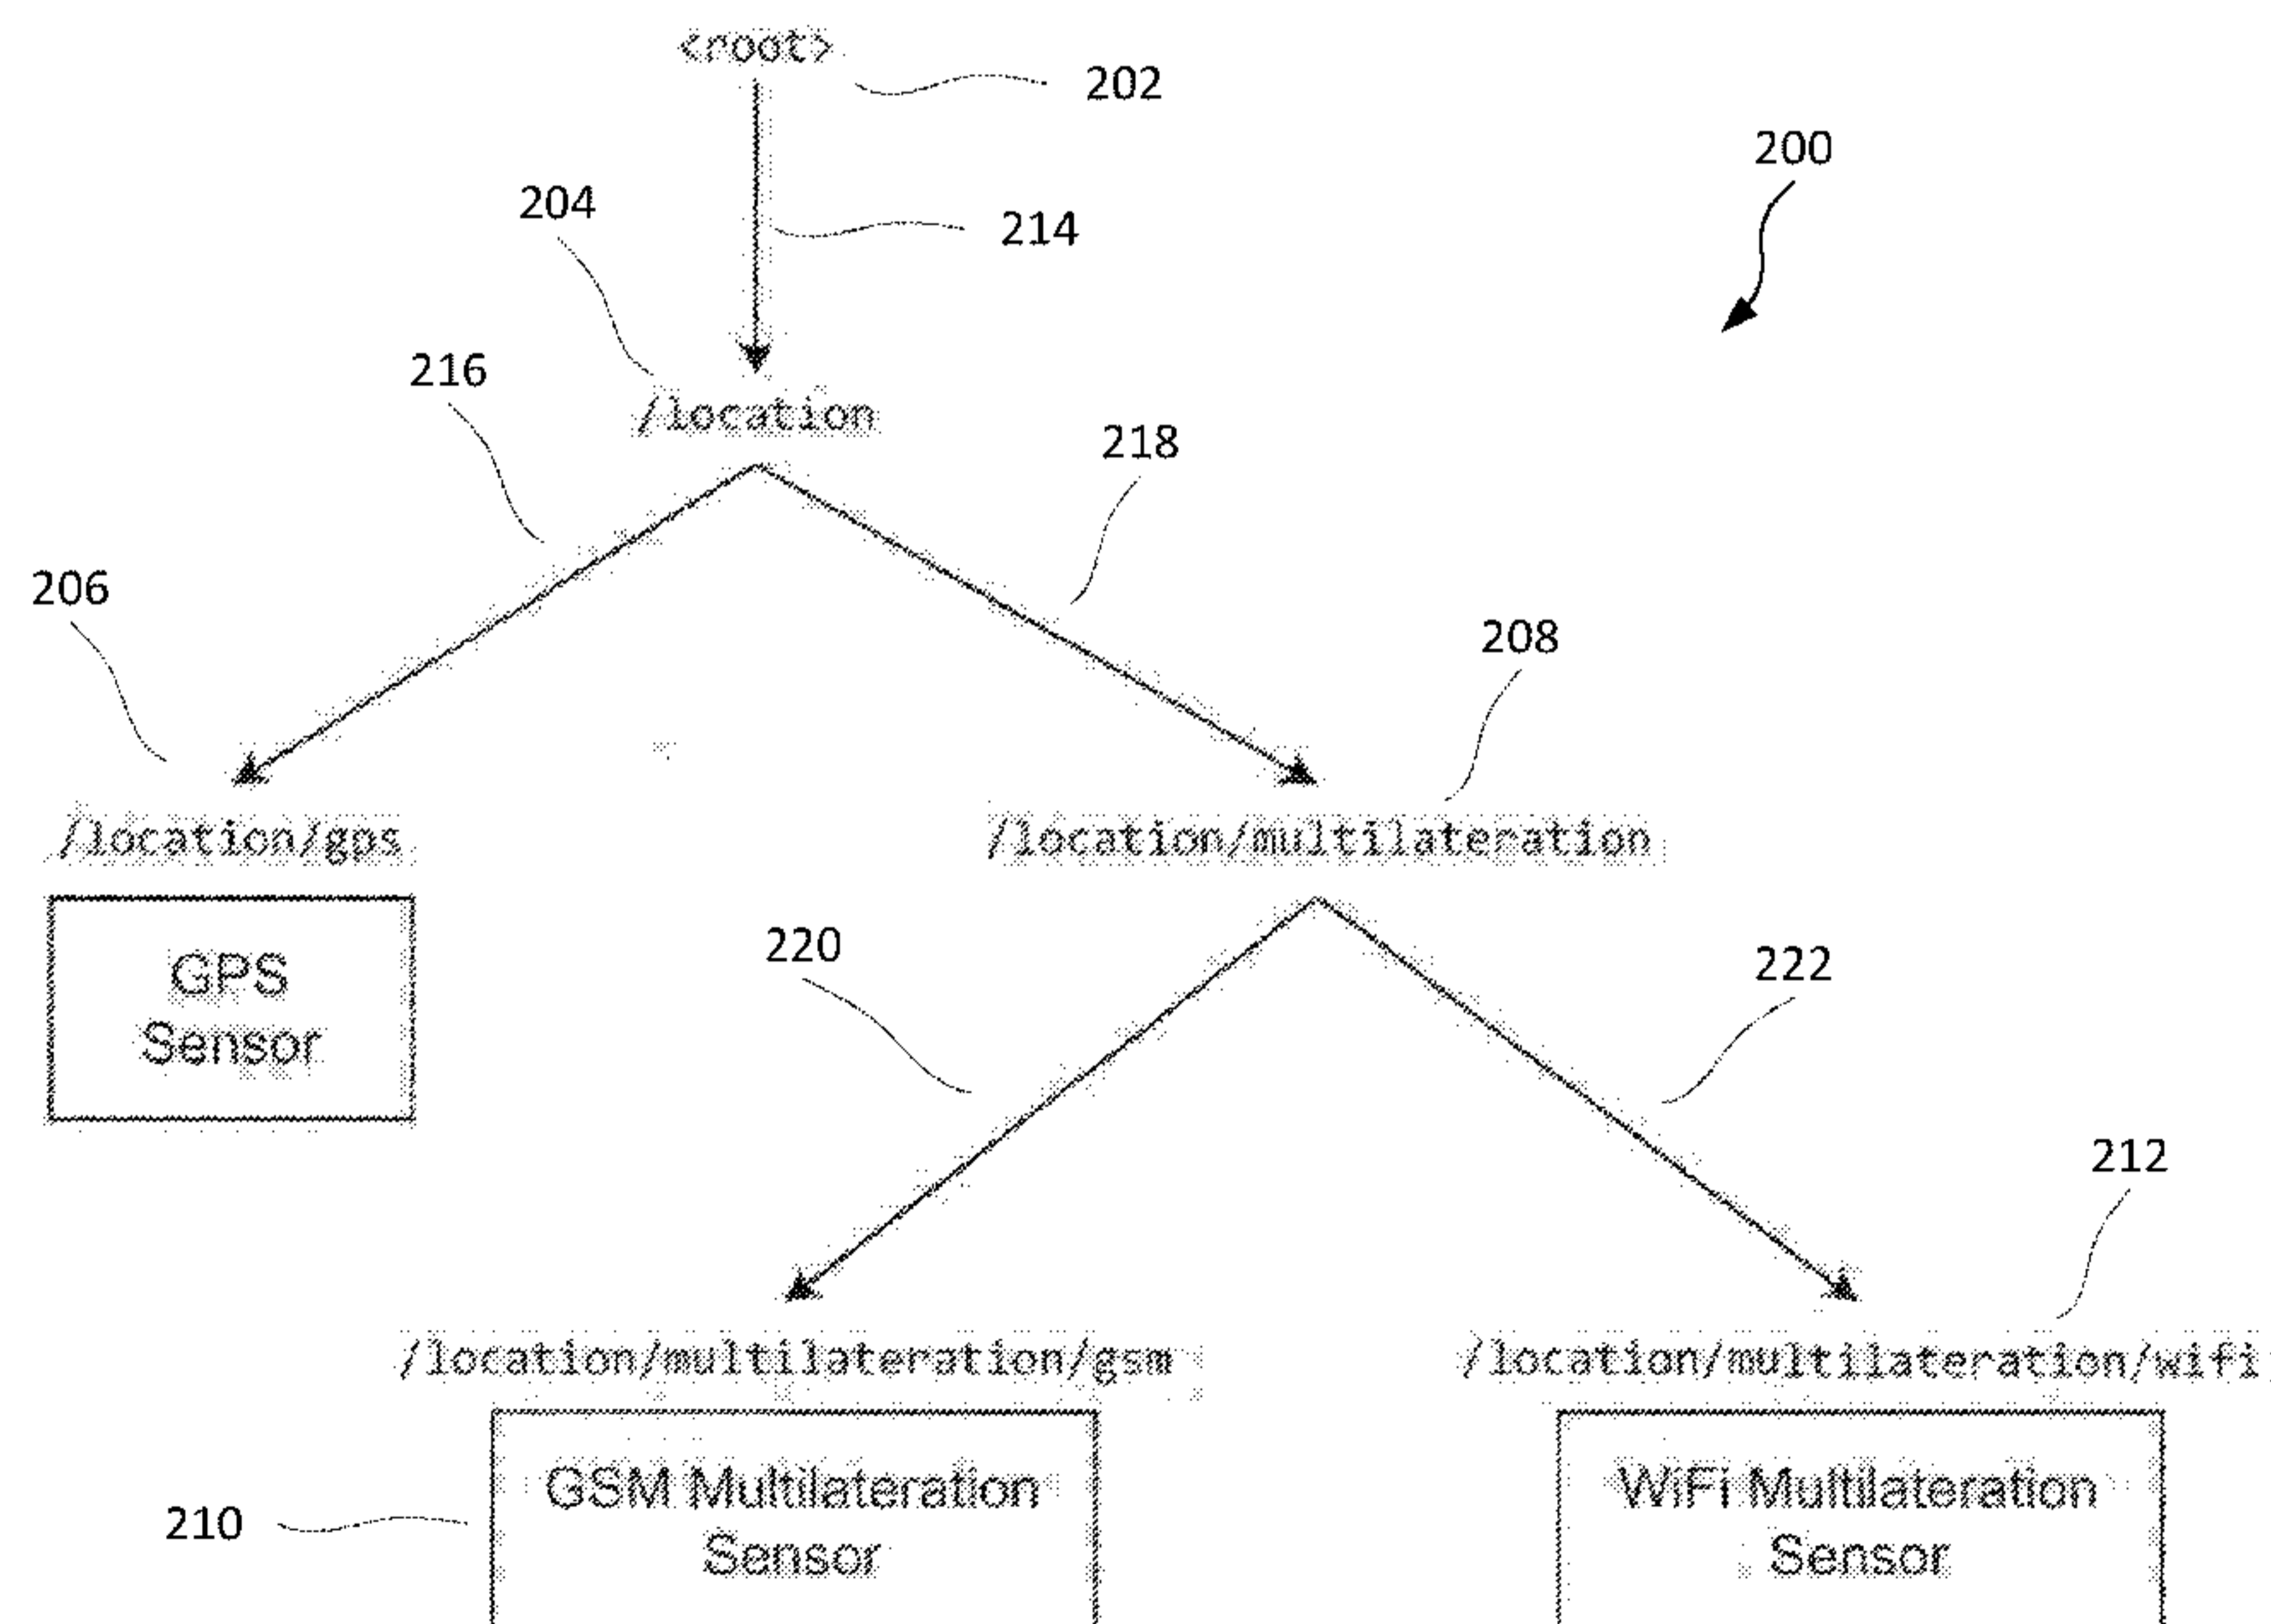 <root>
202
200
204
214
/location
216
218
206
208
/location/gps
/location/multilateration
GPS
Sensor
220
222
212
/location/multilateration/gsm
/location/multilateration/wifi
GSM Multilateration
Sensor
WiFi Multilateration
Sensor
210